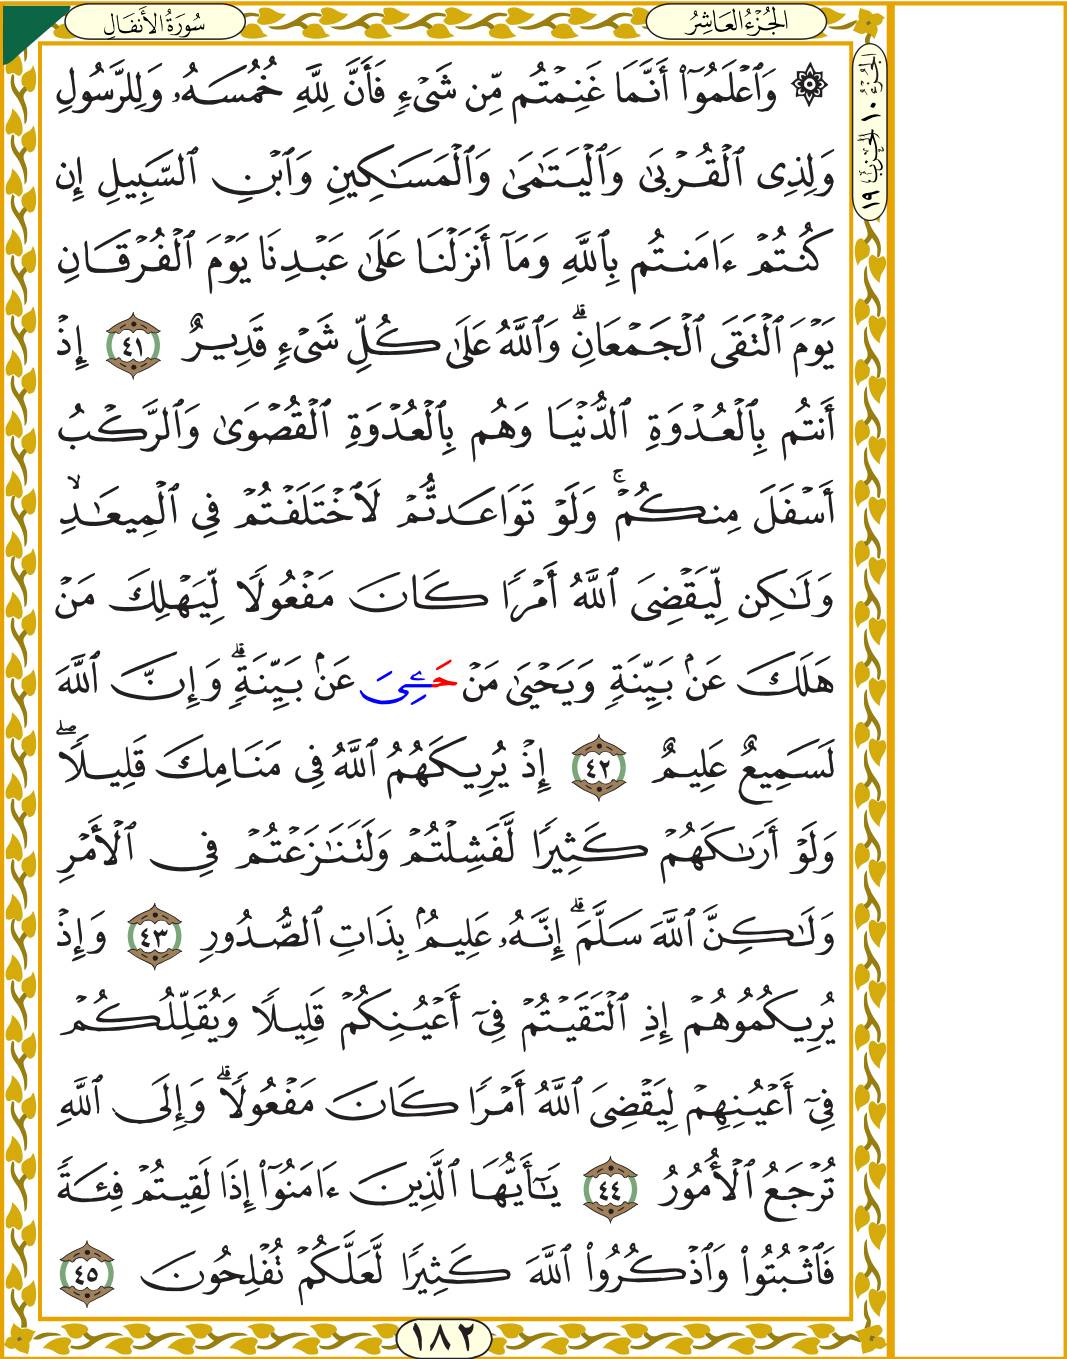 سُورَةُ الأَنفَال
الجُزْءُ العَاشِرُ
الجزء ١٠ الحزب ١٩
۞ وَٱعْلَمُوٓا۟ أَنَّمَا غَنِمْتُم مِّن شَىْءٍ فَأَنَّ لِلَّهِ خُمُسَهُۥ وَلِلرَّسُولِ
وَلِذِى ٱلْقُرْبَىٰ وَٱلْيَتَـٰمَىٰ وَٱلْمَسَـٰكِينِ وَٱبْنِ ٱلسَّبِيلِ إِن
كُنتُمْ ءَامَنتُم بِٱللَّهِ وَمَآ أَنزَلْنَا عَلَىٰ عَبْدِنَا يَوْمَ ٱلْفُرْقَانِ
يَوْمَ ٱلْتَقَى ٱلْجَمْعَانِ ۗ وَٱللَّهُ عَلَىٰ كُلِّ شَىْءٍ قَدِيرٌ ٤١ إِذْ
أَنتُم بِٱلْعُدْوَةِ ٱلدُّنْيَا وَهُم بِٱلْعُدْوَةِ ٱلْقُصْوَىٰ وَٱلرَّكْبُ
أَسْفَلَ مِنكُمْ ۚ وَلَوْ تَوَاعَدتُّمْ لَٱخْتَلَفْتُمْ فِى ٱلْمِيعَـٰدِ ۙ
وَلَـٰكِن لِّيَقْضِىَ ٱللَّهُ أَمْرًا كَانَ مَفْعُولًا لِّيَهْلِكَ مَنْ
هَلَكَ عَنۢ بَيِّنَةٍ وَيَحْيَىٰ مَنْ حَـِٔىَ عَنۢ بَيِّنَةٍ ۗ وَإِنَّ ٱللَّهَ
لَسَمِيعٌ عَلِيمٌ ٤٢ إِذْ يُرِيكَهُمُ ٱللَّهُ فِى مَنَامِكَ قَلِيلًا ۖ
وَلَوْ أَرَىٰكَهُمْ كَثِيرًا لَّفَشِلْتُمْ وَلَتَنَـٰزَعْتُمْ فِى ٱلْأَمْرِ
وَلَـٰكِنَّ ٱللَّهَ سَلَّمَ ۗ إِنَّهُۥ عَلِيمٌۢ بِذَاتِ ٱلصُّدُورِ ٤٣ وَإِذْ
يُرِيكُمُوهُمْ إِذِ ٱلْتَقَيْتُمْ فِىٓ أَعْيُنِكُمْ قَلِيلًا وَيُقَلِّلُكُمْ
فِىٓ أَعْيُنِهِمْ لِيَقْضِىَ ٱللَّهُ أَمْرًا كَانَ مَفْعُولًا ۗ وَإِلَى ٱللَّهِ
تُرْجَعُ ٱلْأُمُورُ ٤٤ يَـٰٓأَيُّهَا ٱلَّذِينَ ءَامَنُوٓا۟ إِذَا لَقِيتُمْ فِئَةً
فَٱثْبُتُوا۟ وَٱذْكُرُوا۟ ٱللَّهَ كَثِيرًا لَّعَلَّكُمْ تُفْلِحُونَ ٤٥
١٨٢